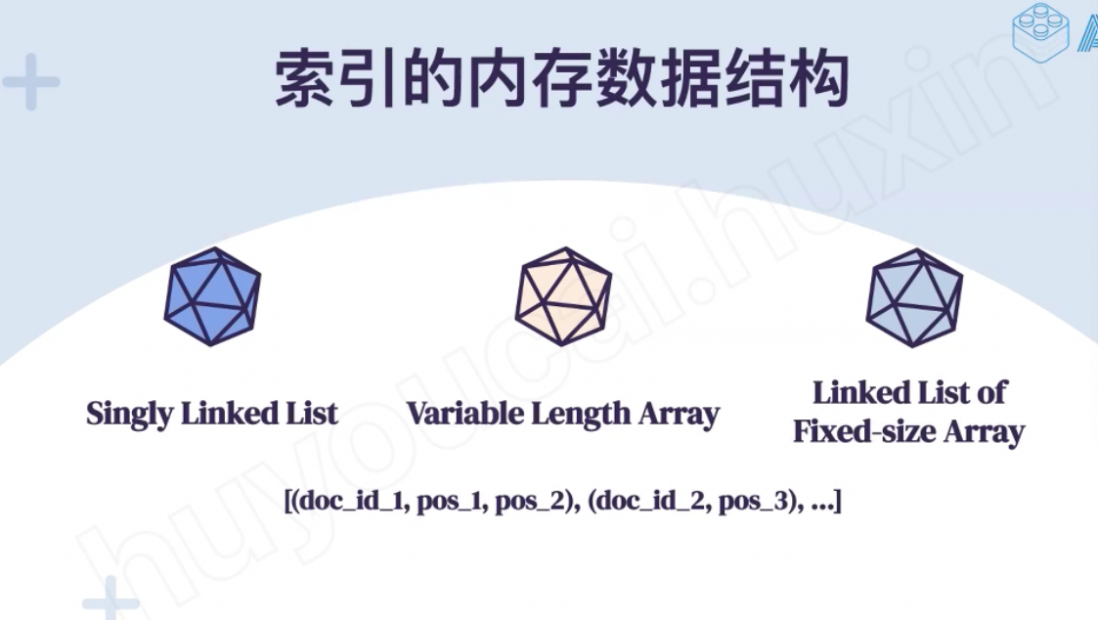 索引的内存数据结构
Singly Linked List
Variable Length Array
Linked List of
Fixed-size Array
[(doc_id_1, pos_1, pos_2), (doc_id_2, pos_3), ...]
huyoucai.huxin